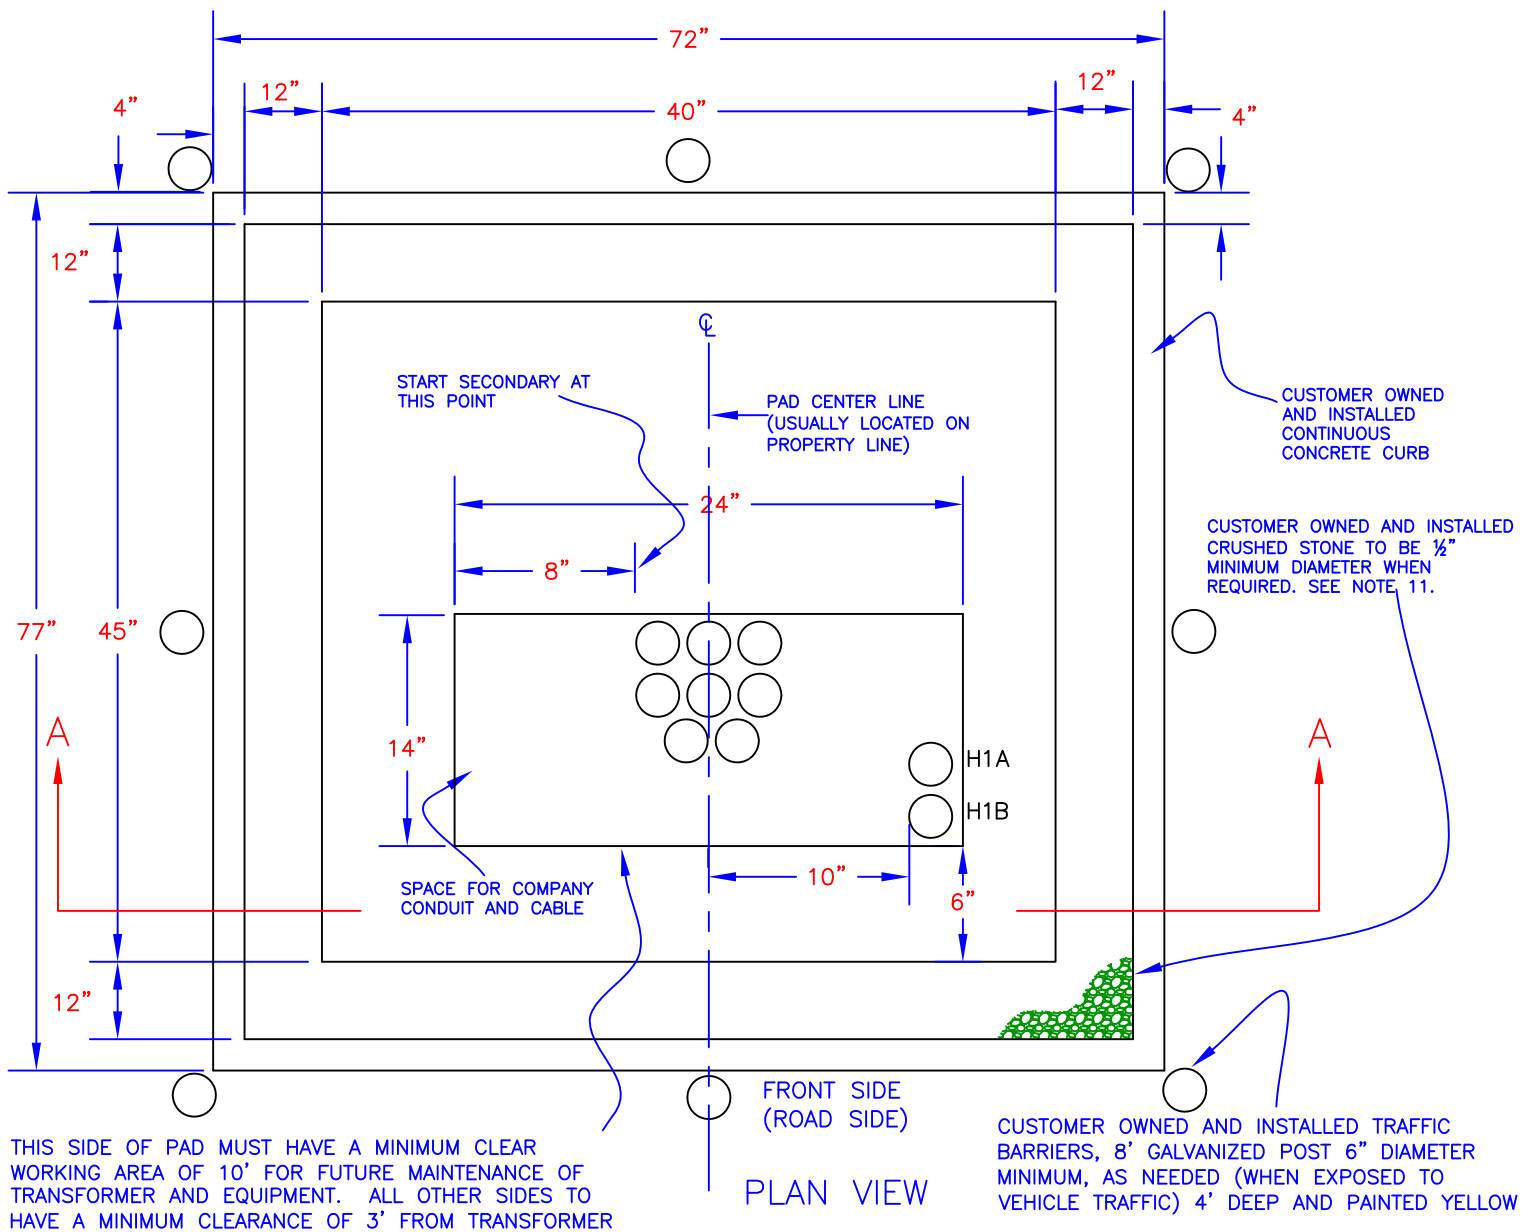 72”
12”
12”
4”
40”
4”
12”
℄
START SECONDARY AT
THIS POINT
PAD CENTER LINE
(USUALLY LOCATED ON
PROPERTY LINE)
CUSTOMER OWNED
AND INSTALLED
CONTINUOUS
CONCRETE CURB
24”
8”
CUSTOMER OWNED AND INSTALLED
CRUSHED STONE TO BE ½”
MINIMUM DIAMETER WHEN
REQUIRED. SEE NOTE 11.
77”
45”
A
14”
A
H1A
H1B
SPACE FOR COMPANY
CONDUIT AND CABLE
10”
6”
12”
FRONT SIDE
(ROAD SIDE)
THIS SIDE OF PAD MUST HAVE A MINIMUM CLEAR
WORKING AREA OF 10’ FOR FUTURE MAINTENANCE OF
TRANSFORMER AND EQUIPMENT. ALL OTHER SIDES TO
HAVE A MINIMUM CLEARANCE OF 3’ FROM TRANSFORMER
PLAN VIEW
CUSTOMER OWNED AND INSTALLED TRAFFIC
BARRIERS, 8’ GALVANIZED POST 6” DIAMETER
MINIMUM, AS NEEDED (WHEN EXPOSED TO
VEHICLE TRAFFIC) 4’ DEEP AND PAINTED YELLOW